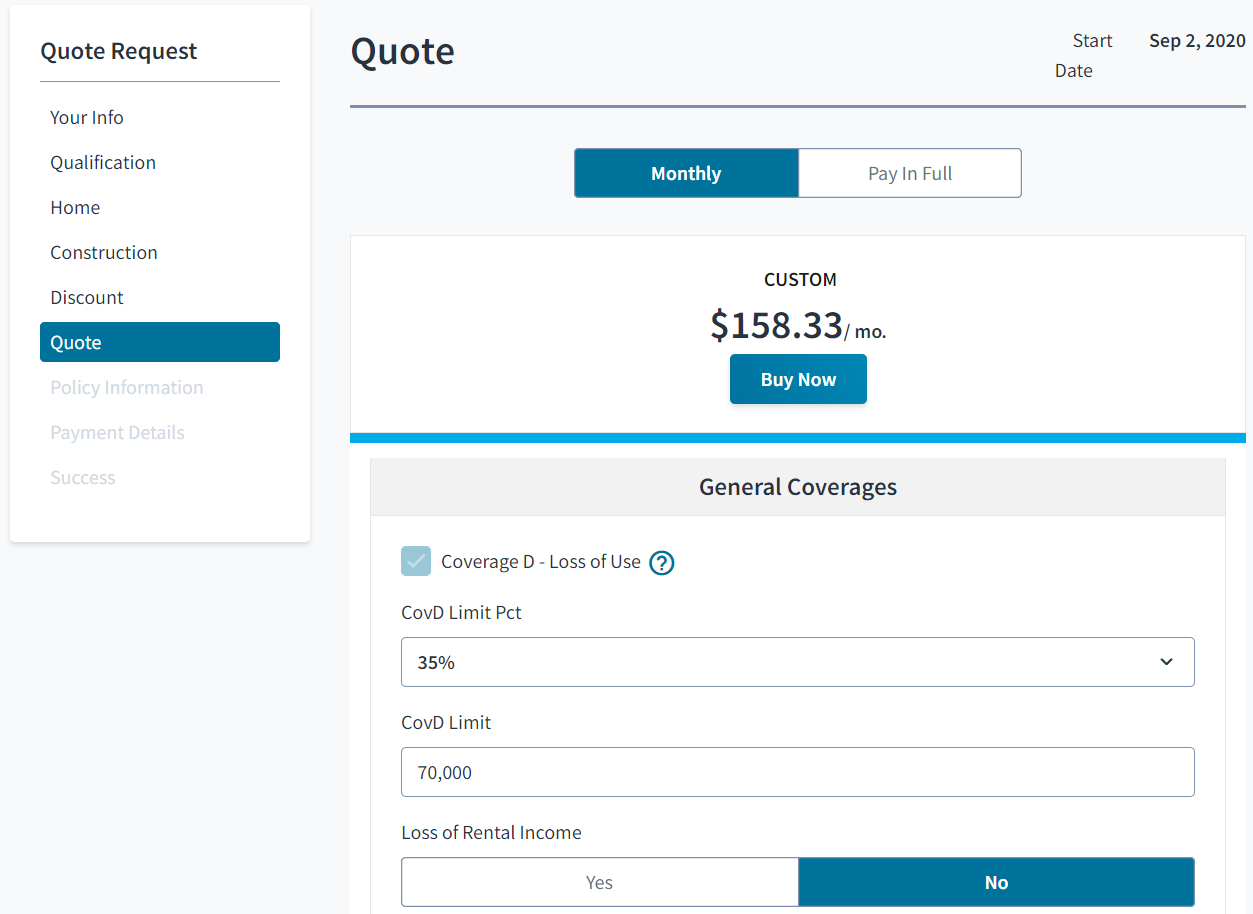 Quote Request
Your Info
Qualification
Home
Construction
Discount
Quote
Policy Information
Payment Details
Success
Quote
Start Date
Sep 2, 2020
Monthly
Pay In Full
CUSTOM
$158.33/ mo.
Buy Now
General Coverages
Coverage D - Loss of Use ?
CovD Limit Pct
35%
CovD Limit
70,000
Loss of Rental Income
Yes
No